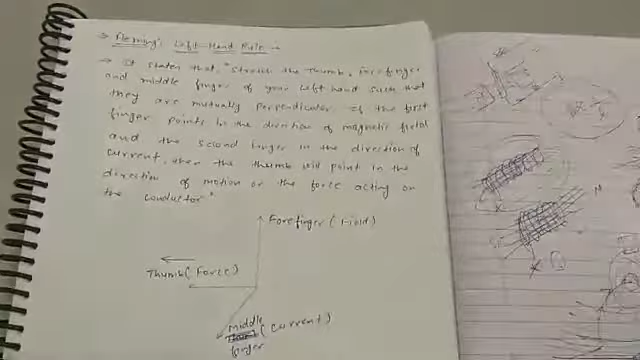 → Fleming's Left-Hand Rule :-
→ It states that, "Stretch the Thumb, forefinger
and middle finger of your left hand such that
they are mutually perpendicular If the first
finger points in the direction of magnetic field
and the second finger in the direction of
current, then the thumb will point in the
direction of motion or the force acting on
the conductor"
Forefinger (Field)
Thumb (Force)
Middle (Current)
finger